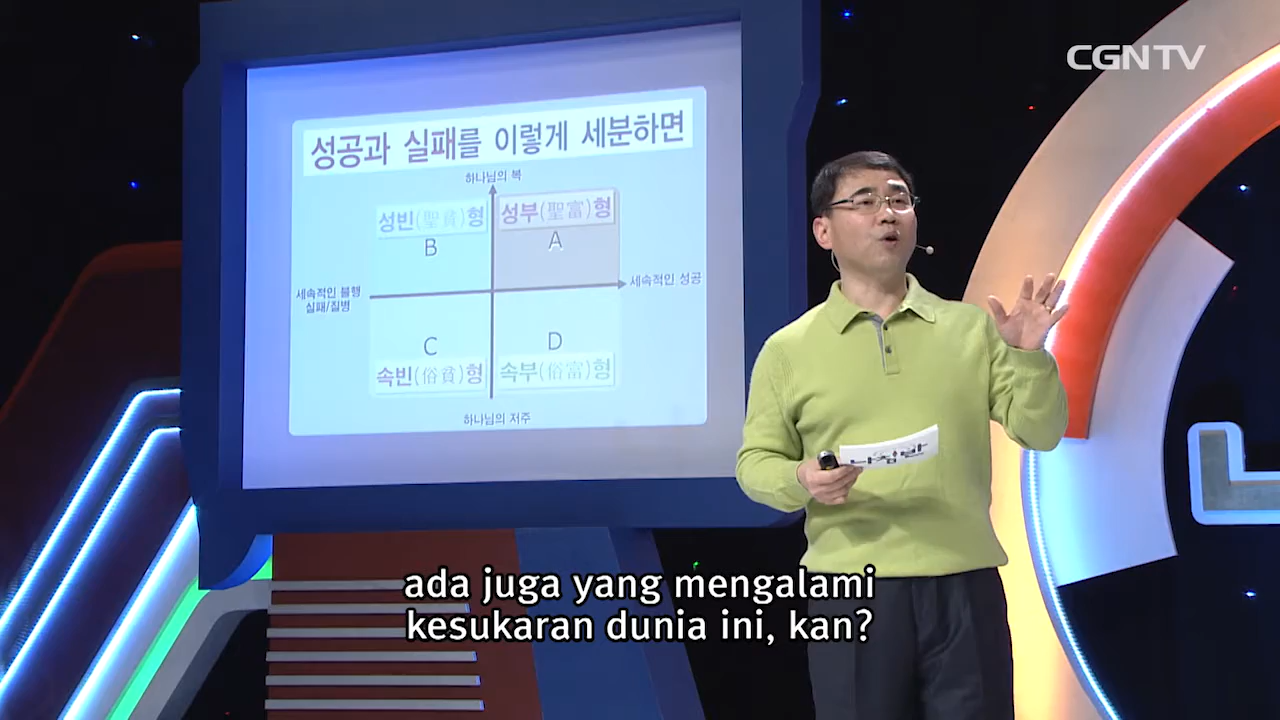 CGNTV
성공과 실패를 이렇게 세분하면
하나님의 복
성빈(聖貧)형
성부(聖富)형
B
A
세속적인 불행
실패/질병
세속적인 성공
C
D
속빈(俗貧)형
속부(俗富)형
하나님의 저주
ada juga yang mengalami
kesukaran dunia ini, kan?